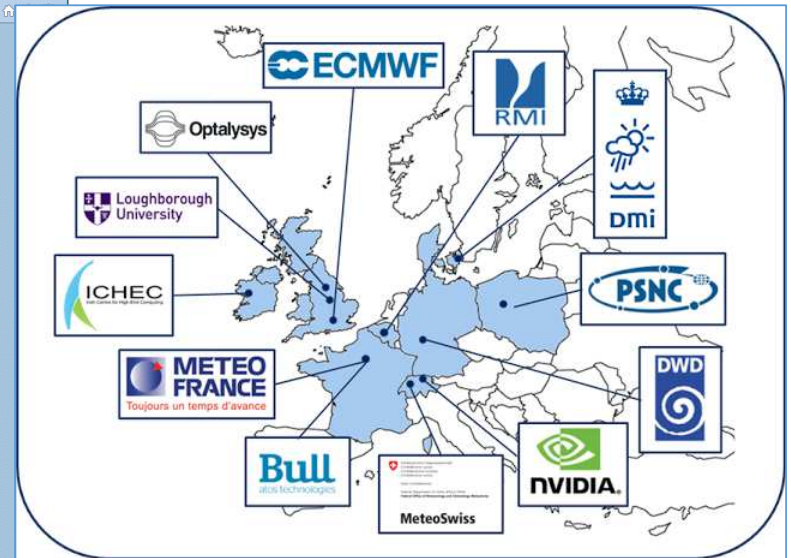 ECMWF
RMI
Optalysys
dmi
Loughborough
University
ICHEC
Irish Centre for High-End Computing
PSNC
METEO
FRANCE
Toujours un temps d'avance
DWD
Bull
atos technologies
NVIDIA.
MeteoSwiss